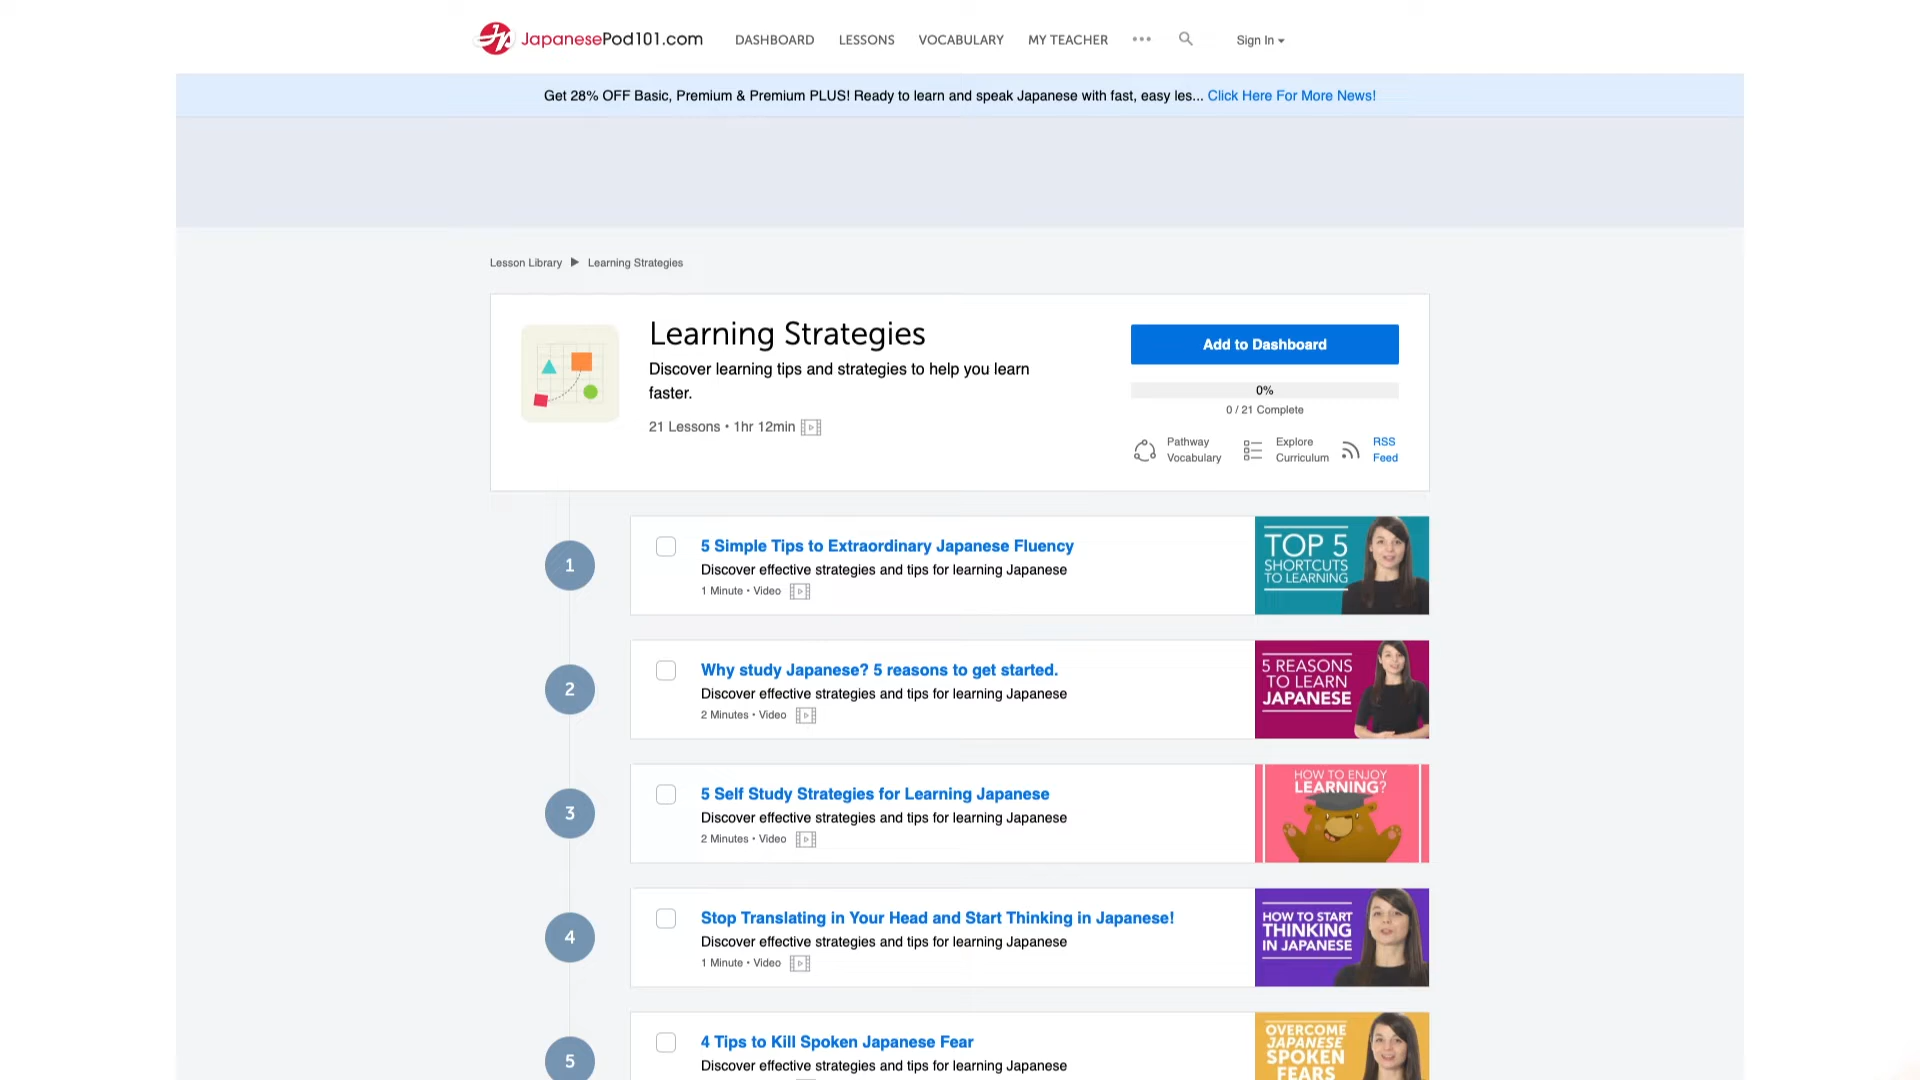 JapanesePod101.com
DASHBOARD
LESSONS
VOCABULARY
MY TEACHER
Sign In
Get 28% OFF Basic, Premium & Premium PLUS! Ready to learn and speak Japanese with fast, easy les... Click Here For More News!
Lesson Library
Learning Strategies
Learning Strategies
Discover learning tips and strategies to help you learn
faster.
21 Lessons • 1hr 12min
Add to Dashboard
0%
0 / 21 Complete
Pathway
Vocabulary
Explore
Curriculum
RSS
Feed
1
5 Simple Tips to Extraordinary Japanese Fluency
Discover effective strategies and tips for learning Japanese
1 Minute • Video
TOP 5
SHORTCUTS
TO LEARNING
2
Why study Japanese? 5 reasons to get started.
Discover effective strategies and tips for learning Japanese
2 Minutes • Video
5 REASONS
TO LEARN
JAPANESE
3
5 Self Study Strategies for Learning Japanese
Discover effective strategies and tips for learning Japanese
2 Minutes • Video
HOW TO ENJOY
LEARNING?
4
Stop Translating in Your Head and Start Thinking in Japanese!
Discover effective strategies and tips for learning Japanese
1 Minute • Video
HOW TO START
THINKING
IN JAPANESE
5
4 Tips to Kill Spoken Japanese Fear
Discover effective strategies and tips for learning Japanese
OVERCOME
JAPANESE
SPOKEN
FEARS